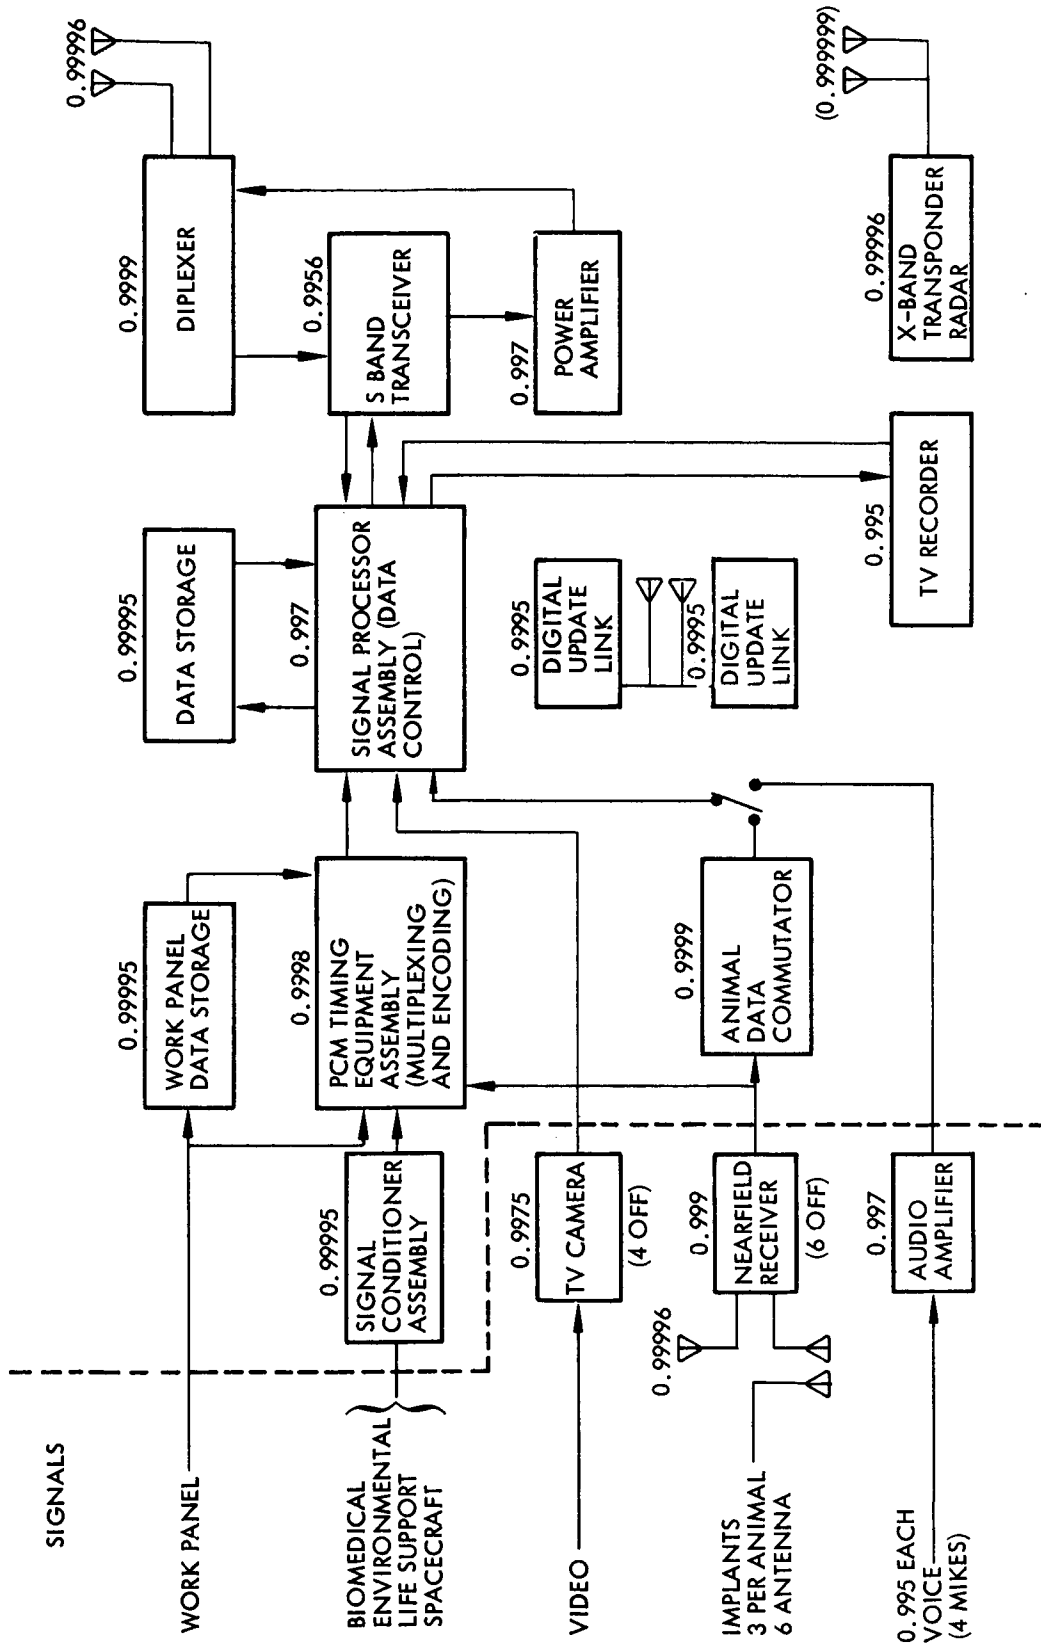 SIGNALS
WORK PANEL
BIOMEDICAL
ENVIRONMENTAL
LIFE SUPPORT
SPACECRAFT
VIDEO
IMPLANTS
3 PER ANIMAL
6 ANTENNA
0.995 EACH
VOICE
(4 MIKES)
0.99995
SIGNAL
CONDITIONER
ASSEMBLY
0.9975
TV CAMERA
(4 OFF)
0.99996
0.999
NEARFIELD
RECEIVER
(6 OFF)
0.997
AUDIO
AMPLIFIER
0.99995
WORK PANEL
DATA STORAGE
0.9998
PCM TIMING
EQUIPMENT
ASSEMBLY
(MULTIPLEXING
AND ENCODING)
0.9999
ANIMAL
DATA
COMMUTATOR
0.99995
DATA STORAGE
0.997
SIGNAL PROCESSOR
ASSEMBLY (DATA
CONTROL)
0.9995
DIGITAL
UPDATE
LINK
0.9995
DIGITAL
UPDATE
LINK
0.995
TV RECORDER
0.9999
DIPLEXER
0.99996
0.9956
S BAND
TRANSCEIVER
0.997
POWER
AMPLIFIER
0.99996
X-BAND
TRANSPONDER
RADAR
(0.999999)